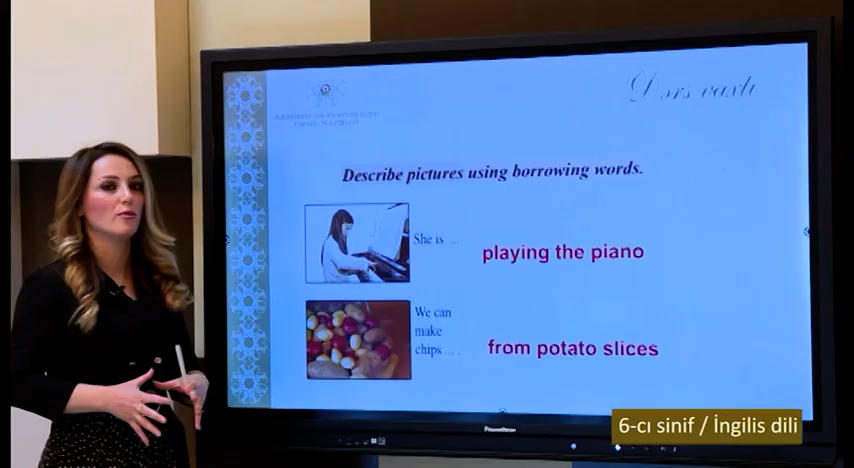 Dərs vaxtı
Describe pictures using borrowing words.
She is ...
playing the piano
We can
make
chips ... .
from potato slices
Promethean
6-cı sinif / İngilis dili